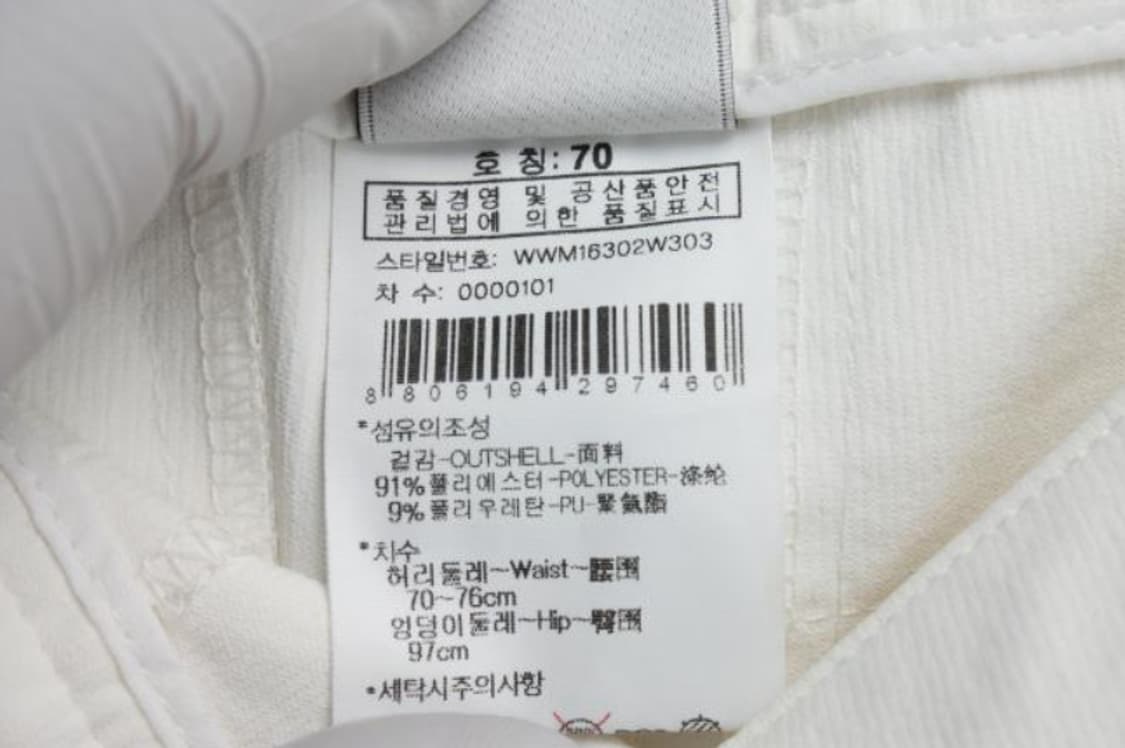 호 칭: 70
품질경영 및 공산품안전
관리법에 의한 품질표시
스타일번호: WWM16302W303
차 수: 0000101
8 806194 297460
*섬유의조성
겉감-OUTSHELL-面料
91%폴리에스터-POLYESTER-涤纶
9%폴리우레탄-PU-聚氨酯
*치수
허리둘레~Waist~腰围
70~76cm
엉덩이둘레~Hip~臀围
97cm
*세탁시주의사항